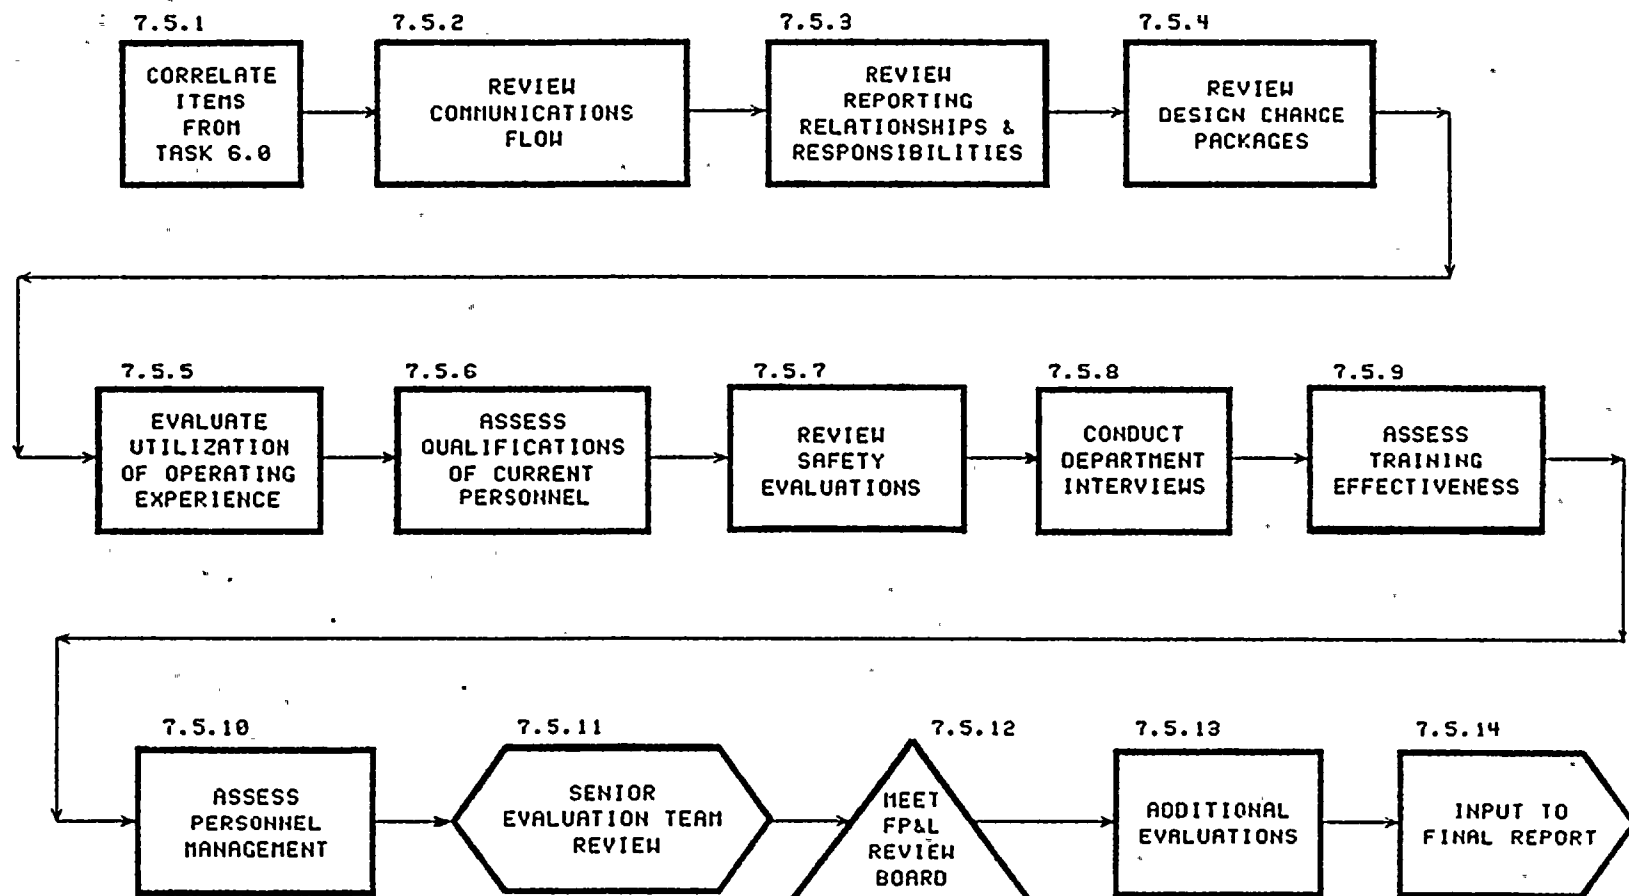 7.5.1
CORRELATE
ITEMS
FROM
TASK 6.0
7.5.2
REVIEW
COMMUNICATIONS
FLOW
7.5.3
REVIEW
REPORTING
RELATIONSHIPS &
RESPONSIBILITIES
7.5.4
REVIEW
DESIGN CHANGE
PACKAGES
7.5.5
EVALUATE
UTILIZATION
OF OPERATING
EXPERIENCE
7.5.6
ASSESS
QUALIFICATIONS
OF CURRENT
PERSONNEL
7.5.7
REVIEW
SAFETY
EVALUATIONS
7.5.8
CONDUCT
DEPARTMENT
INTERVIEWS
7.5.9
ASSESS
TRAINING
EFFECTIVENESS
7.5.10
ASSESS
PERSONNEL
MANAGEMENT
7.5.11
SENIOR
EVALUATION TEAM
REVIEW
7.5.12
MEET
FP&L
REVIEW
BOARD
7.5.13
ADDITIONAL
EVALUATIONS
7.5.14
INPUT TO
FINAL REPORT